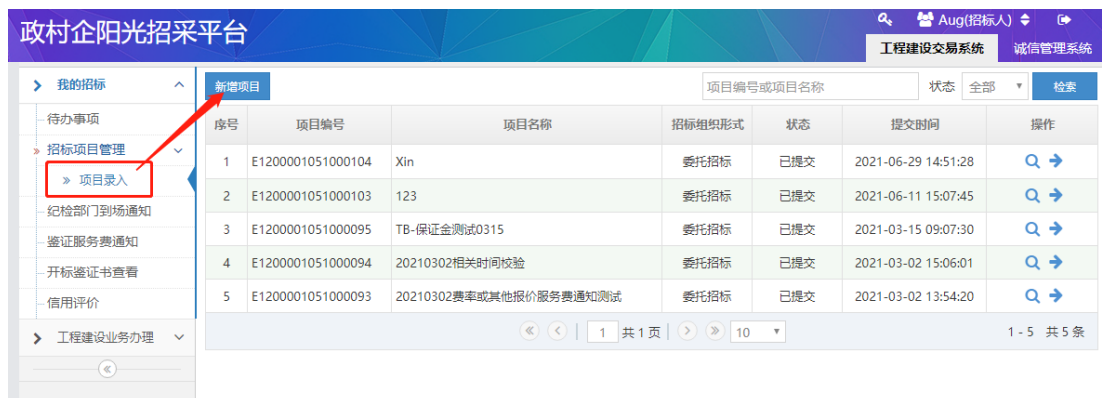 政村企阳光招采平台
Aug(招标人)
工程建设交易系统 诚信管理系统
我的招标
待办事项
招标项目管理
» 项目录入
纪检部门到场通知
鉴证服务费通知
开标鉴证书查看
信用评价
工程建设业务办理
新增项目 项目编号或项目名称 状态 全部 检索
序号 项目编号 项目名称 招标组织形式 状态 提交时间 操作
1 E1200001051000104 Xin 委托招标 已提交 2021-06-29 14:51:28
2 E1200001051000103 123 委托招标 已提交 2021-06-11 15:07:45
3 E1200001051000095 TB-保证金测试0315 委托招标 已提交 2021-03-15 09:07:30
4 E1200001051000094 20210302相关时间校验 委托招标 已提交 2021-03-02 15:06:01
5 E1200001051000093 20210302费率或其他报价服务费通知测试 委托招标 已提交 2021-03-02 13:54:20
1 共1页 10 1 - 5 共5条